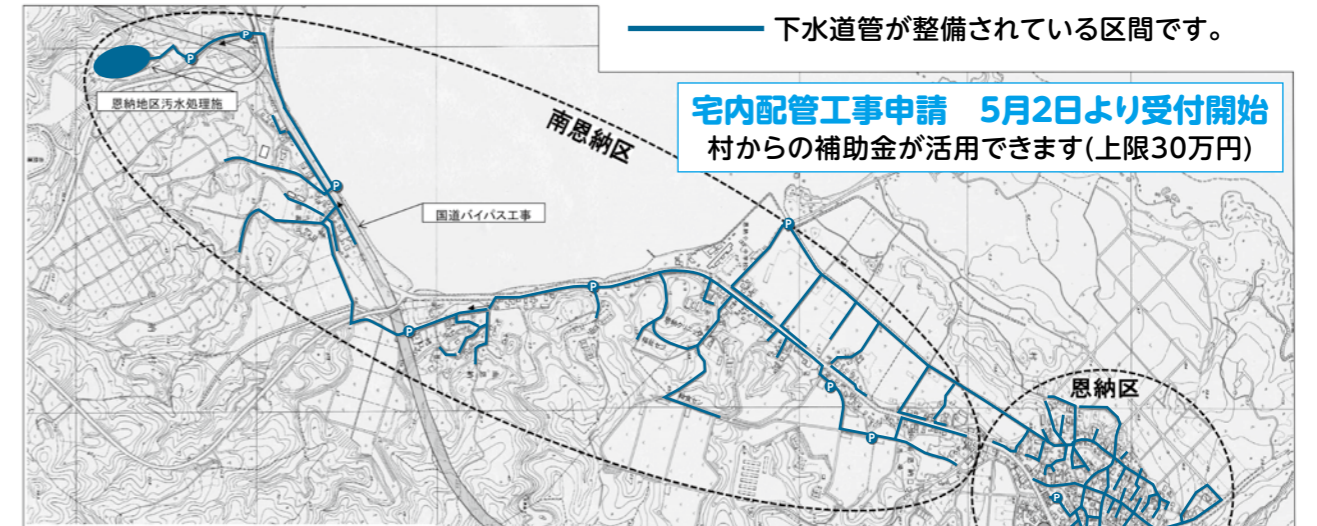 下水道管が整備されている区間です。
宅内配管工事申請　5月2日より受付開始
村からの補助金が活用できます(上限30万円)
恩納地区汚水処理施
南恩納区
国道バイパス工事
恩納区
P
P
P
P
P
P
P
P
P